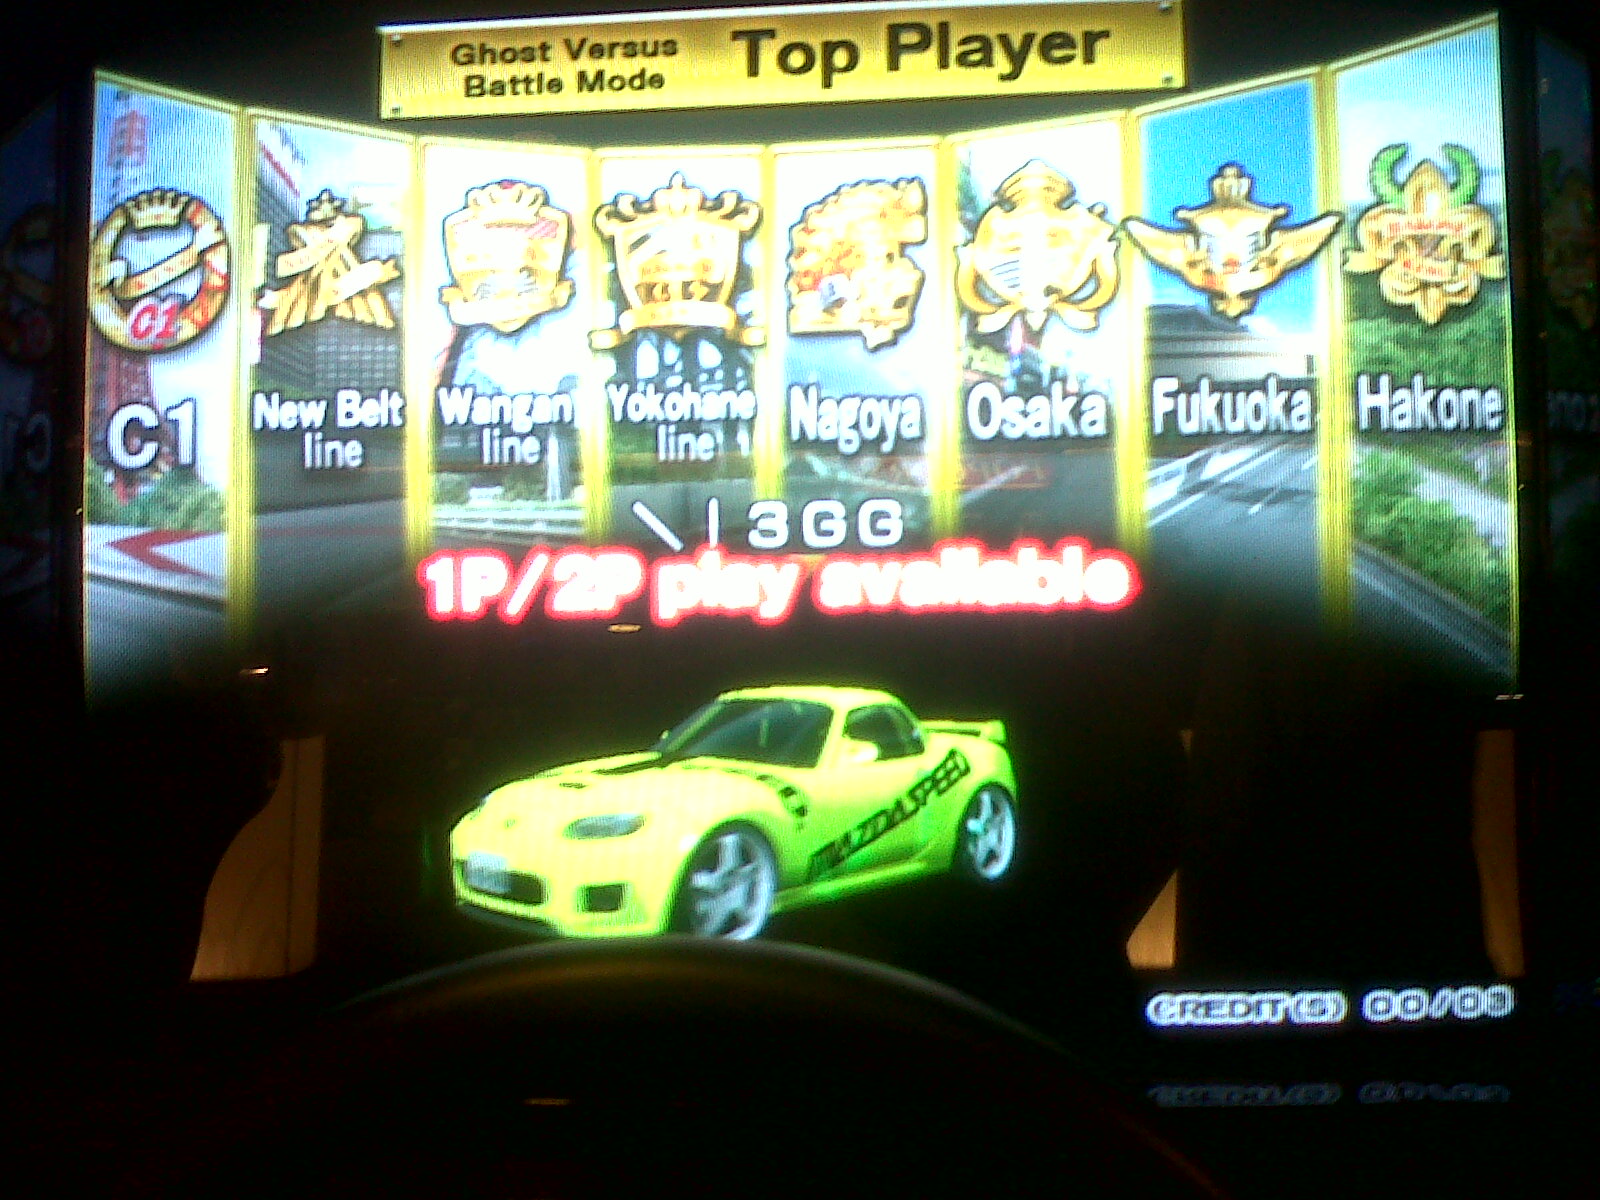 Ghost Versus
Battle Mode
Top Player
C1
C1
New Belt
line
Wangan
line
Yokohane
line
Nagoya
Osaka
Fukuoka
Hakone
\ | 3GG
1P/2P play available
MAZDASPEED
CREDIT(S) 00/03